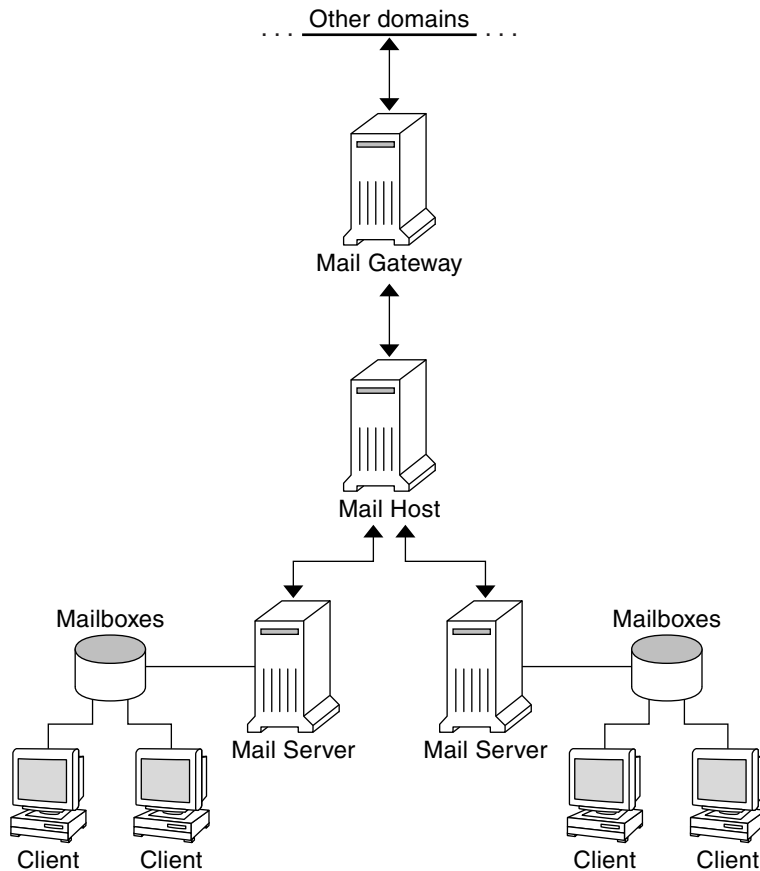 Other domains
Mail Gateway
Mail Host
Mailboxes
Mailboxes
Mail Server
Mail Server
Client
Client
Client
Client